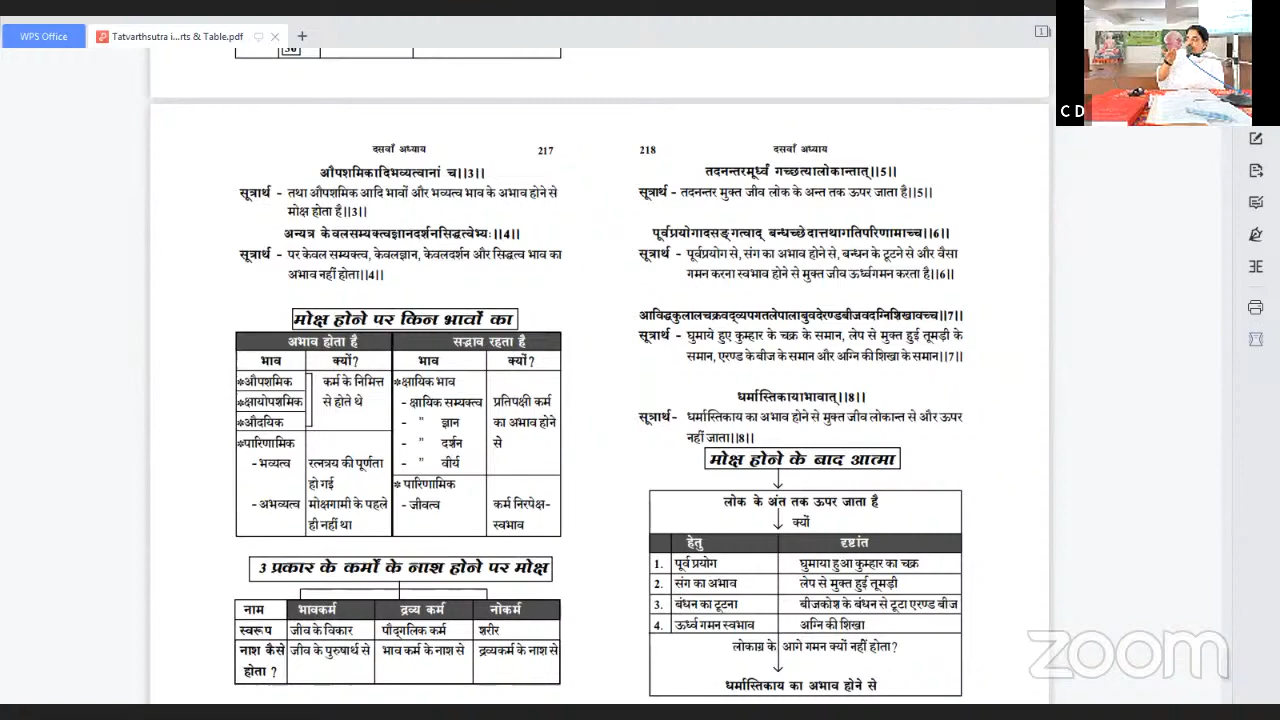 WPS Office
Tatvarthsutra i...rts & Table.pdf
C D
दसवाँ अध्याय 217
औपशमिकादिभव्यत्वानां च।।3।।
सूत्रार्थ - तथा औपशमिक आदि भावों और भव्यत्व भाव के अभाव होने से
मोक्ष होता है।।3।।
अन्यत्र केवलसम्यक्त्वज्ञानदर्शनसिद्धत्वेभ्यः।।4।।
सूत्रार्थ - पर केवल सम्यक्त्व, केवलज्ञान, केवलदर्शन और सिद्धत्व भाव का
अभाव नहीं होता।।4।।
मोक्ष होने पर किन भावों का
अभाव होता है सद्भाव रहता है
भाव क्यों? भाव क्यों?
*औपशमिक कर्म के निमित्त *क्षायिक भाव
*क्षायोपशमिक से होते थे - क्षायिक सम्यक्त्व प्रतिपक्षी कर्म
*औदयिक - " ज्ञान का अभाव होने
*पारिणामिक - " दर्शन से
- भव्यत्व रत्नत्रय की पूर्णता - " वीर्य
हो गई * पारिणामिक
- अभव्यत्व मोक्षगामी के पहले - जीवत्व कर्म निरपेक्ष-
ही नहीं था स्वभाव
3 प्रकार के कर्मों के नाश होने पर मोक्ष
नाम भावकर्म द्रव्य कर्म नोकर्म
स्वरूप जीव के विकार पौद्गलिक कर्म शरीर
नाश कैसे जीव के पुरुषार्थ से भाव कर्म के नाश से द्रव्यकर्म के नाश से
होता ?
218 दसवाँ अध्याय
तदनन्तरमूर्ध्वं गच्छत्यालोकान्तात्।।5।।
सूत्रार्थ - तदनन्तर मुक्त जीव लोक के अन्त तक ऊपर जाता है।।5।।
पूर्वप्रयोगादसङ्गत्वाद् बन्धच्छेदात्तथागतिपरिणामाच्च।।6।।
सूत्रार्थ - पूर्वप्रयोग से, संग का अभाव होने से, बन्धन के टूटने से और वैसा
गमन करना स्वभाव होने से मुक्त जीव ऊर्ध्वगमन करता है।।6।।
आविद्धकुलालचक्रवद्व्यपगतलेपालाबुवदेरण्डबीजवदग्निशिखावच्च।।7।।
सूत्रार्थ - घुमाये हुए कुम्हार के चक्र के समान, लेप से मुक्त हुई तूमड़ी के
समान, एरण्ड के बीज के समान और अग्नि की शिखा के समान।।7।।
धर्मास्तिकायाभावात्।।8।।
सूत्रार्थ- धर्मास्तिकाय का अभाव होने से मुक्त जीव लोकान्त से और ऊपर
नहीं जाता।।8।।
मोक्ष होने के बाद आत्मा
लोक के अंत तक ऊपर जाता है
क्यों
हेतु दृष्टांत
1. पूर्व प्रयोग घुमाया हुआ कुम्हार का चक्र
2. संग का अभाव लेप से मुक्त हुई तूमड़ी
3. बंधन का टूटना बीजकोश के बंधन से टूटा एरण्ड बीज
4. ऊर्ध्व गमन स्वभाव अग्नि की शिखा
लोकाग्र के आगे गमन क्यों नहीं होता?
धर्मास्तिकाय का अभाव होने से
zoom